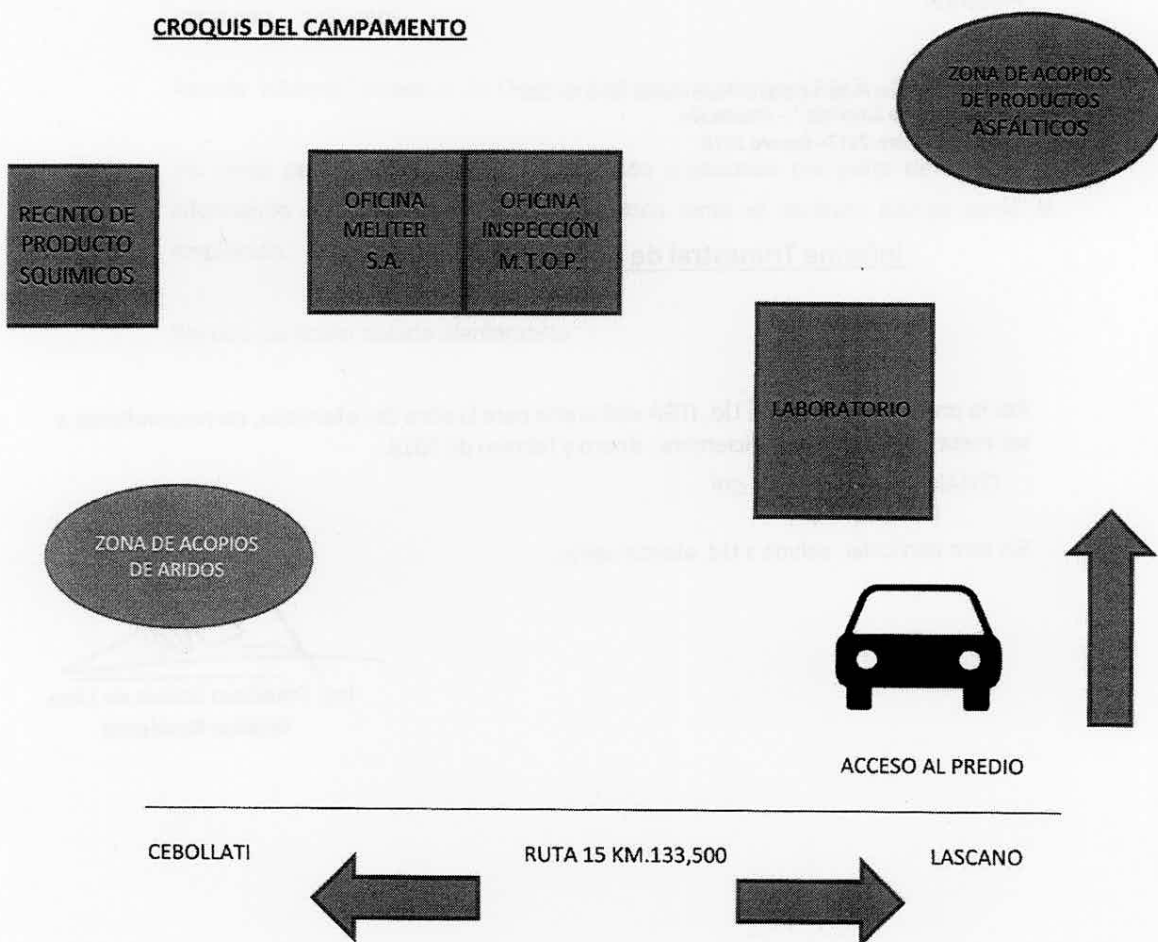 CROQUIS DEL CAMPAMENTO
ZONA DE ACOPIOS
DE PRODUCTOS
ASFÁLTICOS
RECINTO DE
PRODUCTO
SQUIMICOS
OFICINA
MELITER
S.A.
OFICINA
INSPECCIÓN
M.T.O.P.
LABORATORIO
ZONA DE ACOPIOS
DE ARIDOS
ACCESO AL PREDIO
CEBOLLATI
RUTA 15 KM.133,500
LASCANO